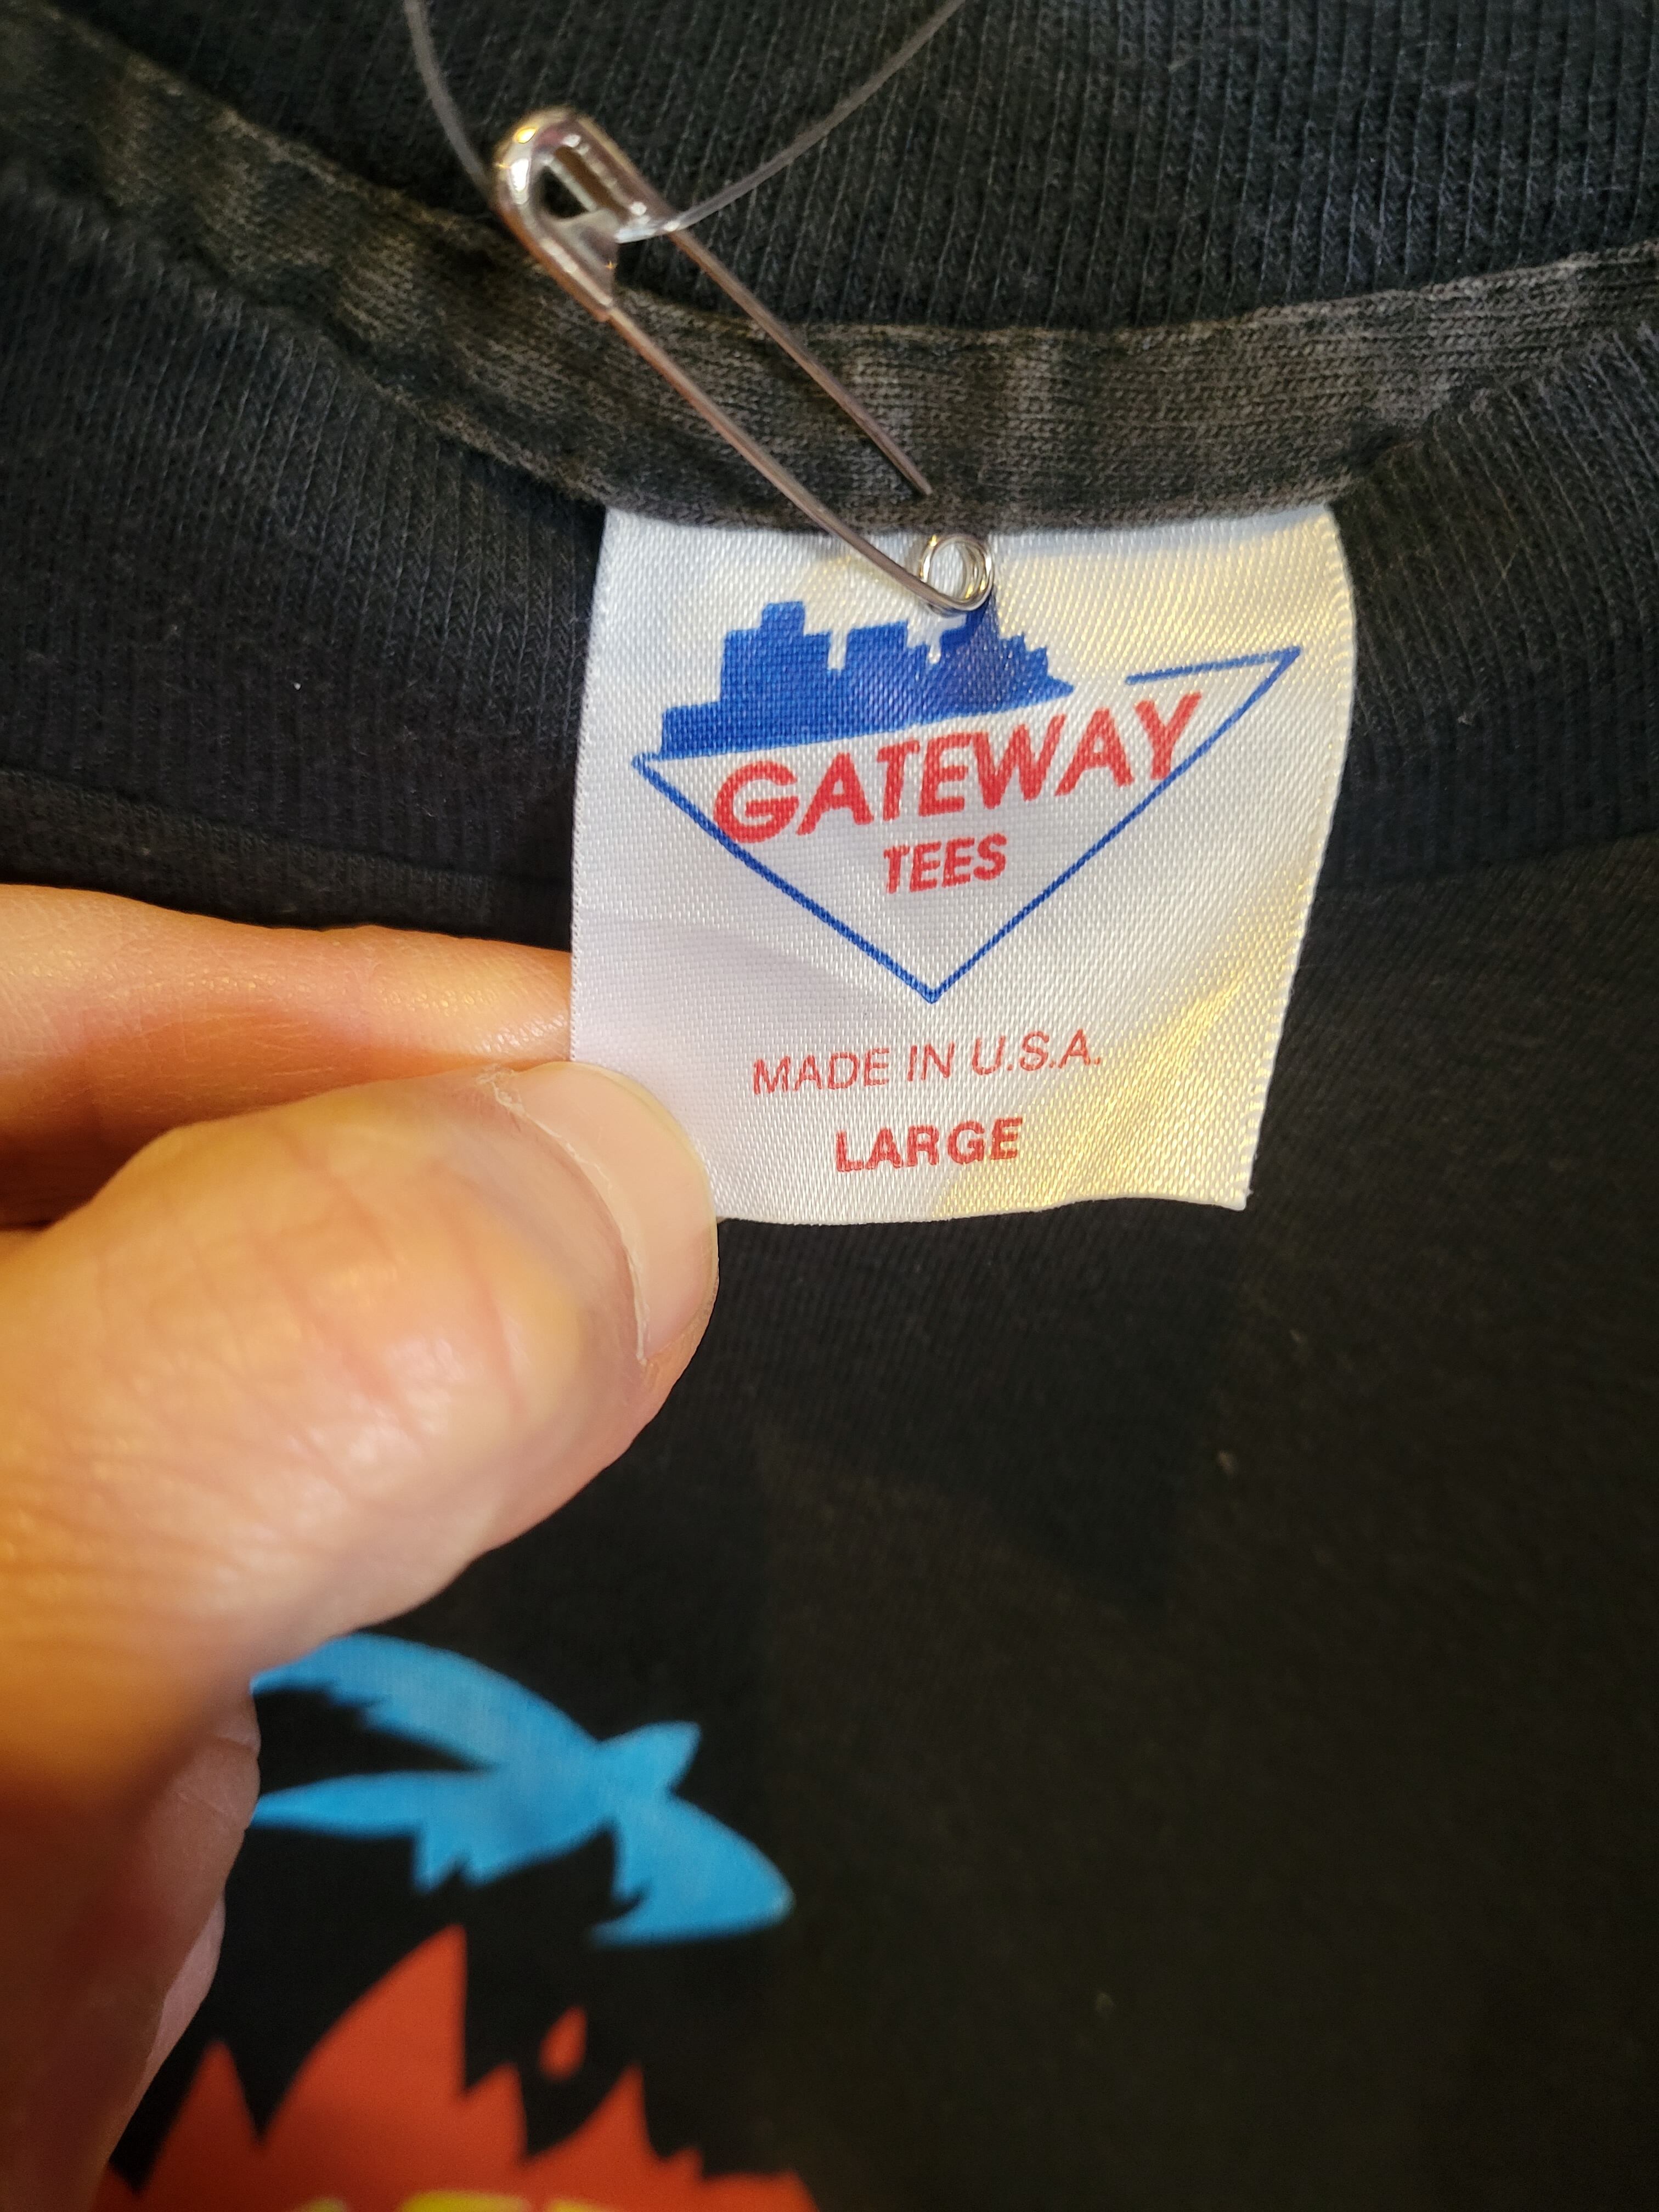 GATEWAY
TEES
MADE IN U.S.A.
LARGE